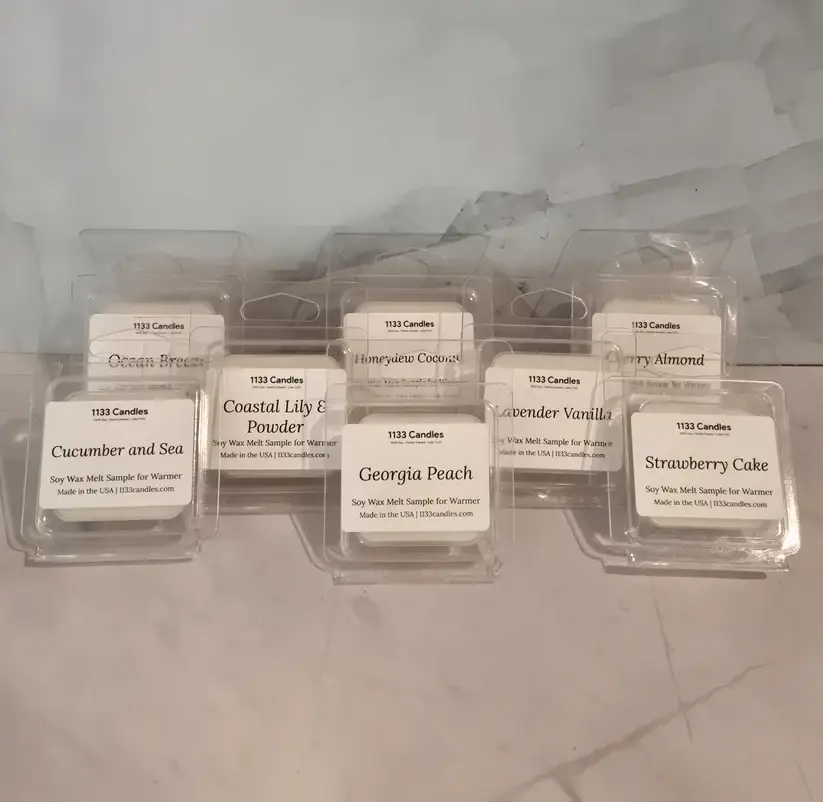 1133 Candles
Ocean Breeze
1133 Candles
Honeydew Coconut
1133 Candles
Cherry Almond
1133 Candles
Coastal Lily &
Powder
Soy Wax Melt Sample for Warmer
Made in the USA | 1133candles.com
1133 Candles
Lavender Vanilla
Soy Wax Melt Sample for Warmer
Made in the USA | 1133candles.com
1133 Candles
Cucumber and Sea
Soy Wax Melt Sample for Warmer
Made in the USA | 1133candles.com
1133 Candles
Georgia Peach
Soy Wax Melt Sample for Warmer
Made in the USA | 1133candles.com
1133 Candles
Strawberry Cake
Soy Wax Melt Sample for Warmer
Made in the USA | 1133candles.com